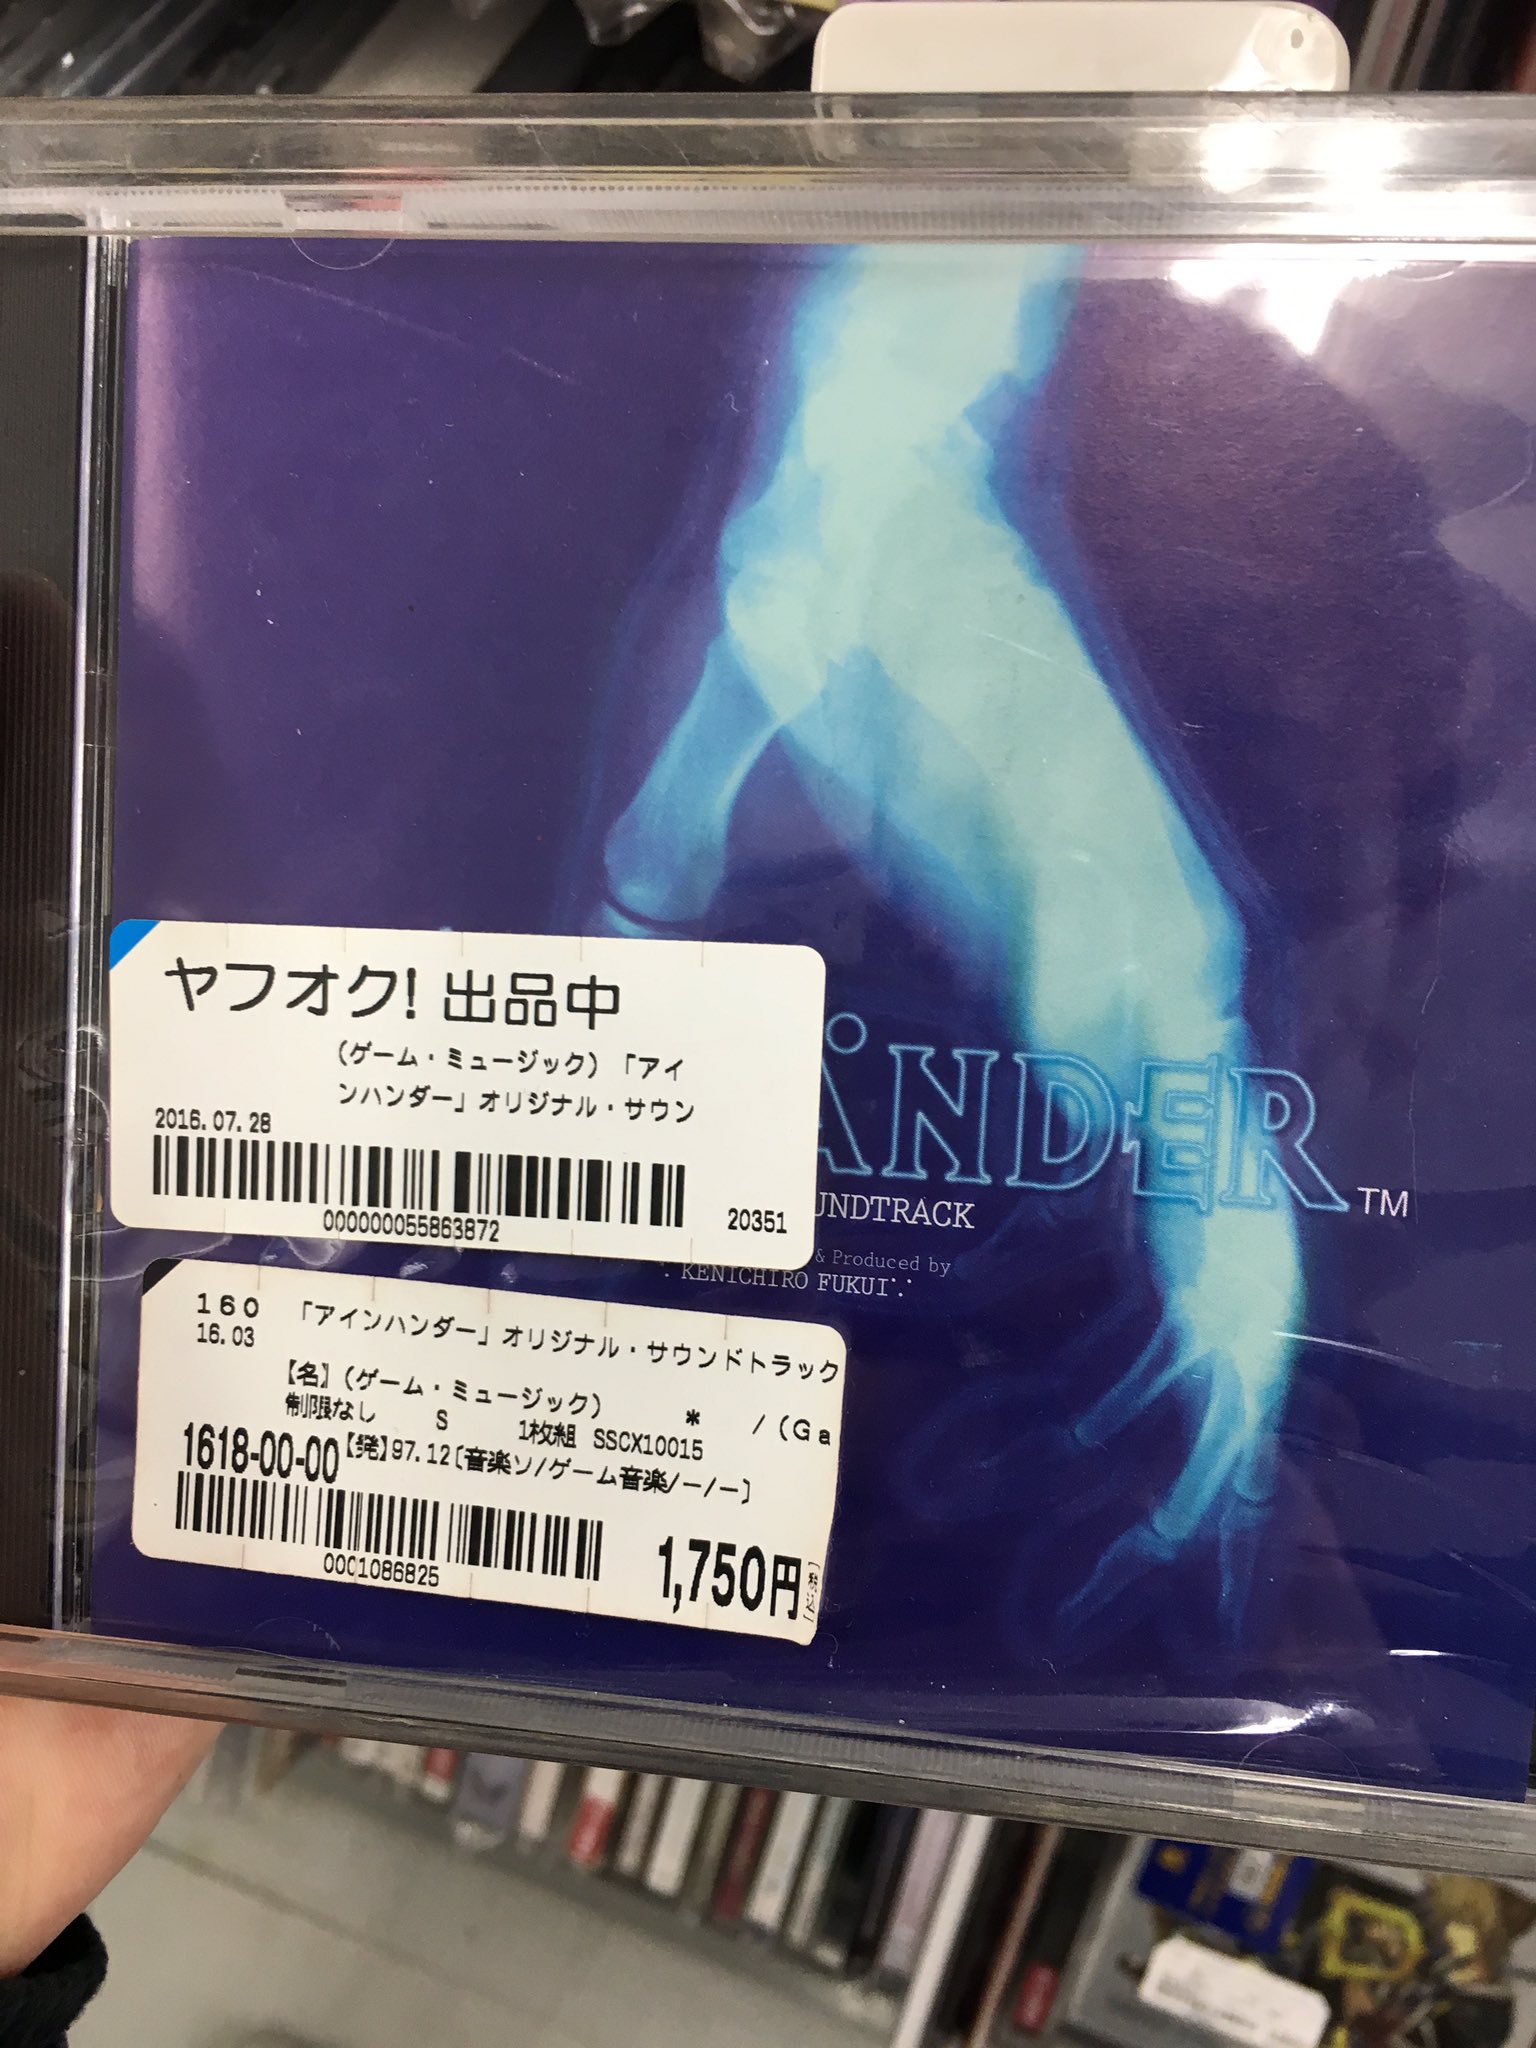 ヤフオク! 出品中
(ゲーム・ミュージック)「アイ
ンハンダー」オリジナル・サウン
2016.07.28
000000055863872
20351
ÄNDER™
UNDTRACK
& Produced by
KENICHIRO FUKUI
160 「アインハンダー」オリジナル・サウンドトラック
16.03
【名】(ゲーム・ミュージック) * /(Ga
制限なし S 1枚組 SSCX10015
1618-00-00 【発】97.12[音楽ソ/ゲーム音楽/ー/ー]
0001086825
1,750円